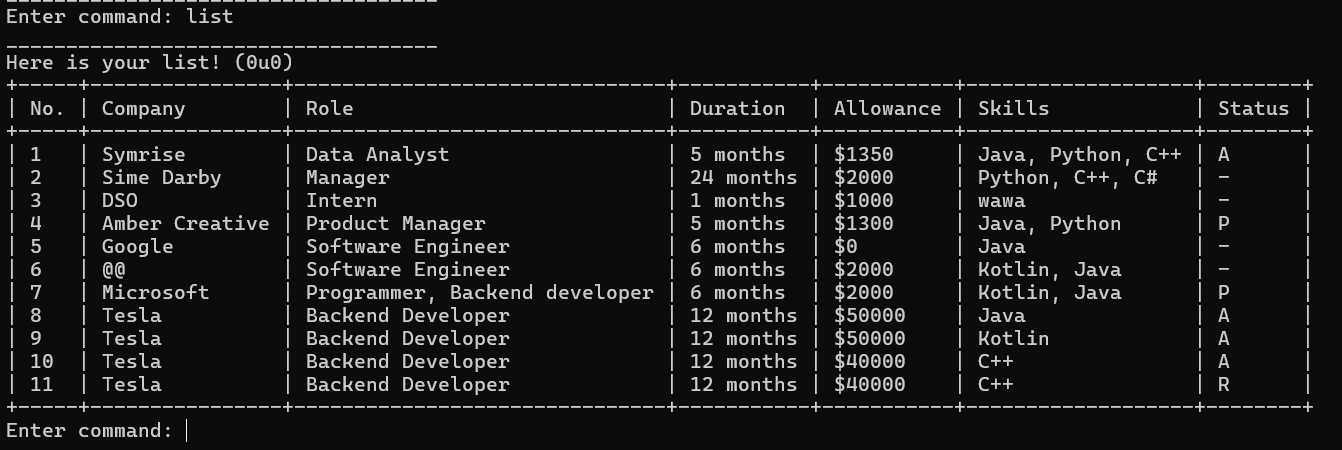 ___________________________________
Enter command: list
____________________________________
Here is your list! (0u0)
+-----+----------------+-------------------------------+-----------+-----------+-------------------+--------+
| No. | Company        | Role                          | Duration  | Allowance | Skills            | Status |
+-----+----------------+-------------------------------+-----------+-----------+-------------------+--------+
| 1   | Symrise        | Data Analyst                  | 5 months  | $1350     | Java, Python, C++ | A      |
| 2   | Sime Darby     | Manager                       | 24 months | $2000     | Python, C++, C#   | -      |
| 3   | DSO            | Intern                        | 1 months  | $1000     | wawa              | -      |
| 4   | Amber Creative | Product Manager               | 5 months  | $1300     | Java, Python      | P      |
| 5   | Google         | Software Engineer             | 6 months  | $0        | Java              | -      |
| 6   | @@             | Software Engineer             | 6 months  | $2000     | Kotlin, Java      | -      |
| 7   | Microsoft      | Programmer, Backend developer | 6 months  | $2000     | Kotlin, Java      | P      |
| 8   | Tesla          | Backend Developer             | 12 months | $50000    | Java              | A      |
| 9   | Tesla          | Backend Developer             | 12 months | $50000    | Kotlin            | A      |
| 10  | Tesla          | Backend Developer             | 12 months | $40000    | C++               | A      |
| 11  | Tesla          | Backend Developer             | 12 months | $40000    | C++               | R      |
+-----+----------------+-------------------------------+-----------+-----------+-------------------+--------+
Enter command: